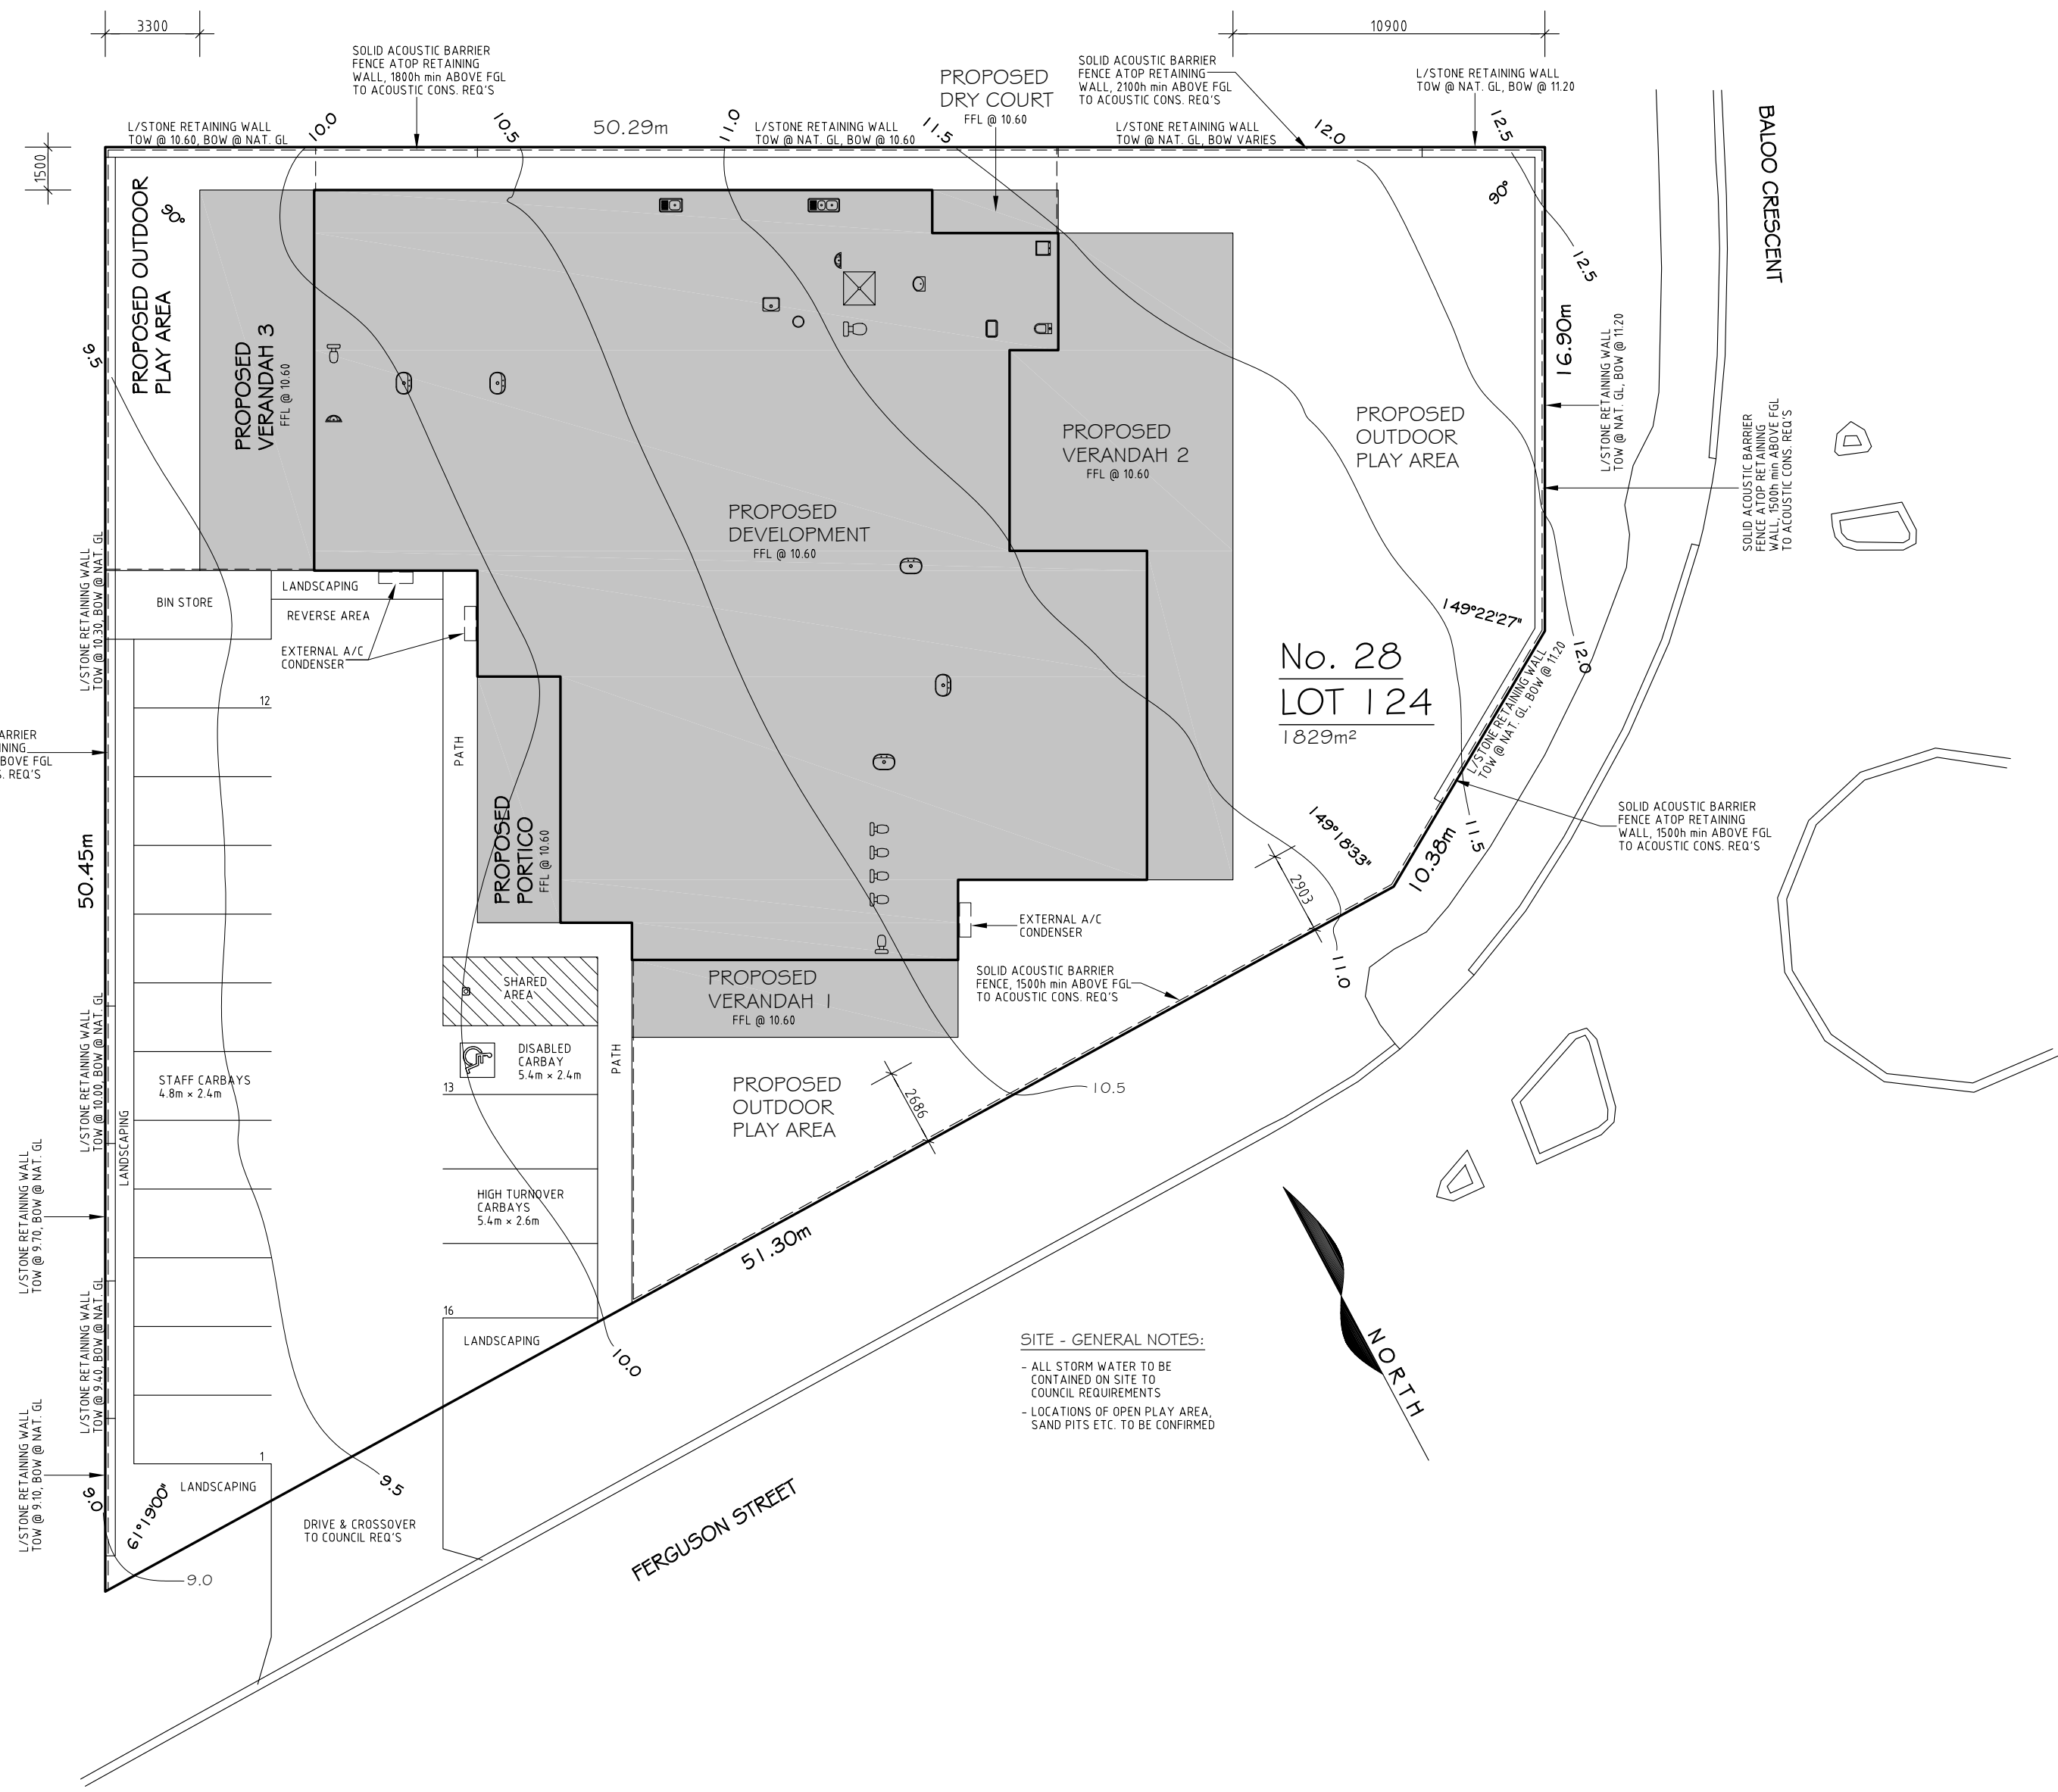 3300
10900
SOLID ACOUSTIC BARRIER
FENCE ATOP RETAINING
WALL, 1800h min ABOVE FGL
TO ACOUSTIC CONS. REQ'S
PROPOSED
DRY COURT
FFL @ 10.60
SOLID ACOUSTIC BARRIER
FENCE ATOP RETAINING
WALL, 2100h min ABOVE FGL
TO ACOUSTIC CONS. REQ'S
L/STONE RETAINING WALL
TOW @ NAT. GL, BOW @ 11.20
L/STONE RETAINING WALL
TOW @ 10.60, BOW @ NAT. GL
10.0
10.5
50.29m
11.0
L/STONE RETAINING WALL
TOW @ NAT. GL, BOW @ 10.60
11.5
L/STONE RETAINING WALL
TOW @ NAT. GL, BOW VARIES
12.0
12.5
BALOO CRESCENT
1500
PROPOSED OUTDOOR
PLAY AREA
90°
90°
12.5
9.5
PROPOSED
VERANDAH 3
FFL @ 10.60
16.90m
L/STONE RETAINING WALL
TOW @ NAT. GL, BOW @ 11.20
PROPOSED
OUTDOOR
PLAY AREA
PROPOSED
VERANDAH 2
FFL @ 10.60
SOLID ACOUSTIC BARRIER
FENCE ATOP RETAINING
WALL, 1500h min ABOVE FGL
TO ACOUSTIC CONS. REQ'S
PROPOSED
DEVELOPMENT
FFL @ 10.60
L/STONE RETAINING WALL
TOW @ 10.30, BOW @ NAT. GL
BIN STORE
LANDSCAPING
REVERSE AREA
EXTERNAL A/C
CONDENSER
149°22'27"
12.0
No. 28
LOT 124
1829m²
L/STONE RETAINING WALL
TOW @ NAT. GL, BOW @ 11.20
12
ARRIER
INING
BOVE FGL
S. REQ'S
PATH
PROPOSED
PORTICO
FFL @ 10.60
149°18'33"
11.5
10.38m
SOLID ACOUSTIC BARRIER
FENCE ATOP RETAINING
WALL, 1500h min ABOVE FGL
TO ACOUSTIC CONS. REQ'S
50.45m
2903
EXTERNAL A/C
CONDENSER
11.0
SHARED
AREA
PROPOSED
VERANDAH 1
FFL @ 10.60
SOLID ACOUSTIC BARRIER
FENCE, 1500h min ABOVE FGL
TO ACOUSTIC CONS. REQ'S
L/STONE RETAINING WALL
TOW @ 10.00, BOW @ NAT. GL
DISABLED
CARBAY
5.4m × 2.4m
PATH
STAFF CARBAYS
4.8m × 2.4m
13
PROPOSED
OUTDOOR
PLAY AREA
2686
10.5
LANDSCAPING
L/STONE RETAINING WALL
TOW @ 9.70, BOW @ NAT. GL
HIGH TURNOVER
CARBAYS
5.4m × 2.6m
51.30m
L/STONE RETAINING WALL
TOW @ 9.40, BOW @ NAT. GL
16
LANDSCAPING
10.0
SITE - GENERAL NOTES:
- ALL STORM WATER TO BE
CONTAINED ON SITE TO
COUNCIL REQUIREMENTS
- LOCATIONS OF OPEN PLAY AREA,
SAND PITS ETC. TO BE CONFIRMED
NORTH
L/STONE RETAINING WALL
TOW @ 9.10, BOW @ NAT. GL
1
LANDSCAPING
9.5
9.0
61°19'00"
DRIVE & CROSSOVER
TO COUNCIL REQ'S
9.0
FERGUSON STREET